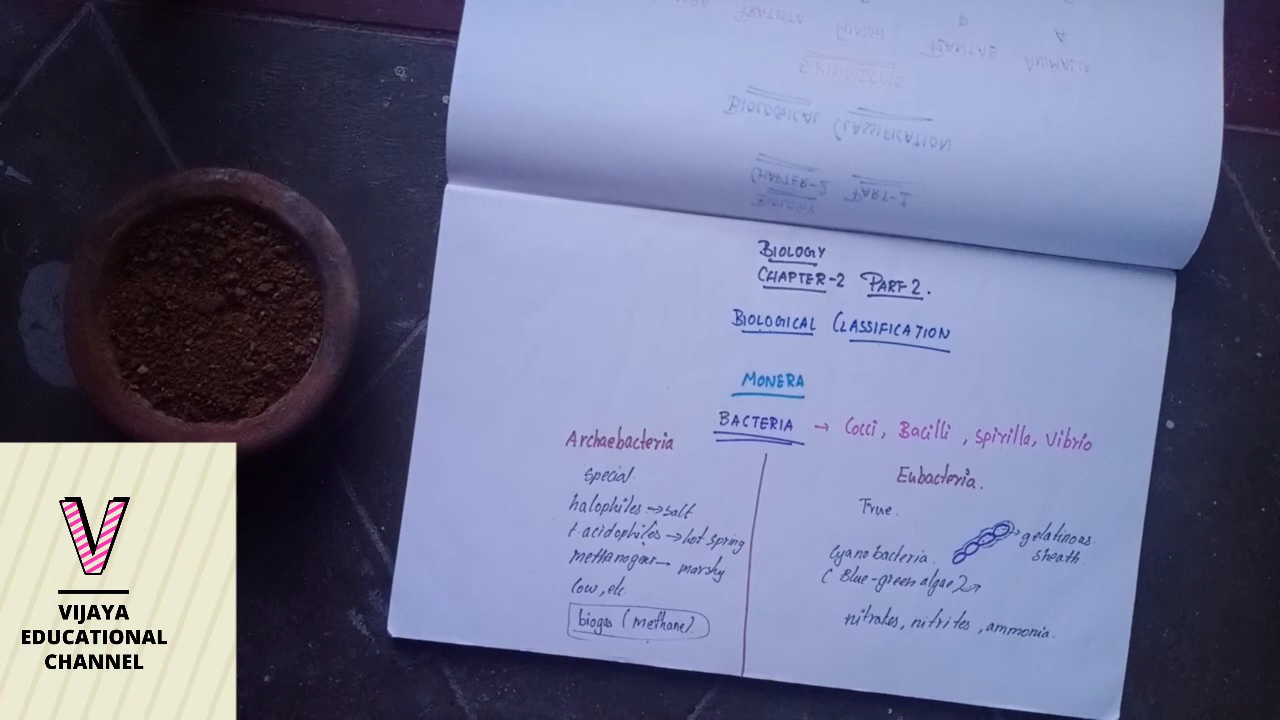 BIOLOGY
CHAPTER-2 PART-2.
BIOLOGICAL CLASSIFICATION
MONERA
BACTERIA → Cocci, Bacilli, Spirilla, Vibrio
Archaebacteria
special
halophiles → salt
t acidophiles → hot spring
methanogens → marshy
Cow, etc
biogas (methane).
Eubacteria.
True.
Cyanobacteria.
( Blue-green algae )
gelatinous
sheath.
nitrates, nitrites, ammonia.
V
VIJAYA
EDUCATIONAL
CHANNEL